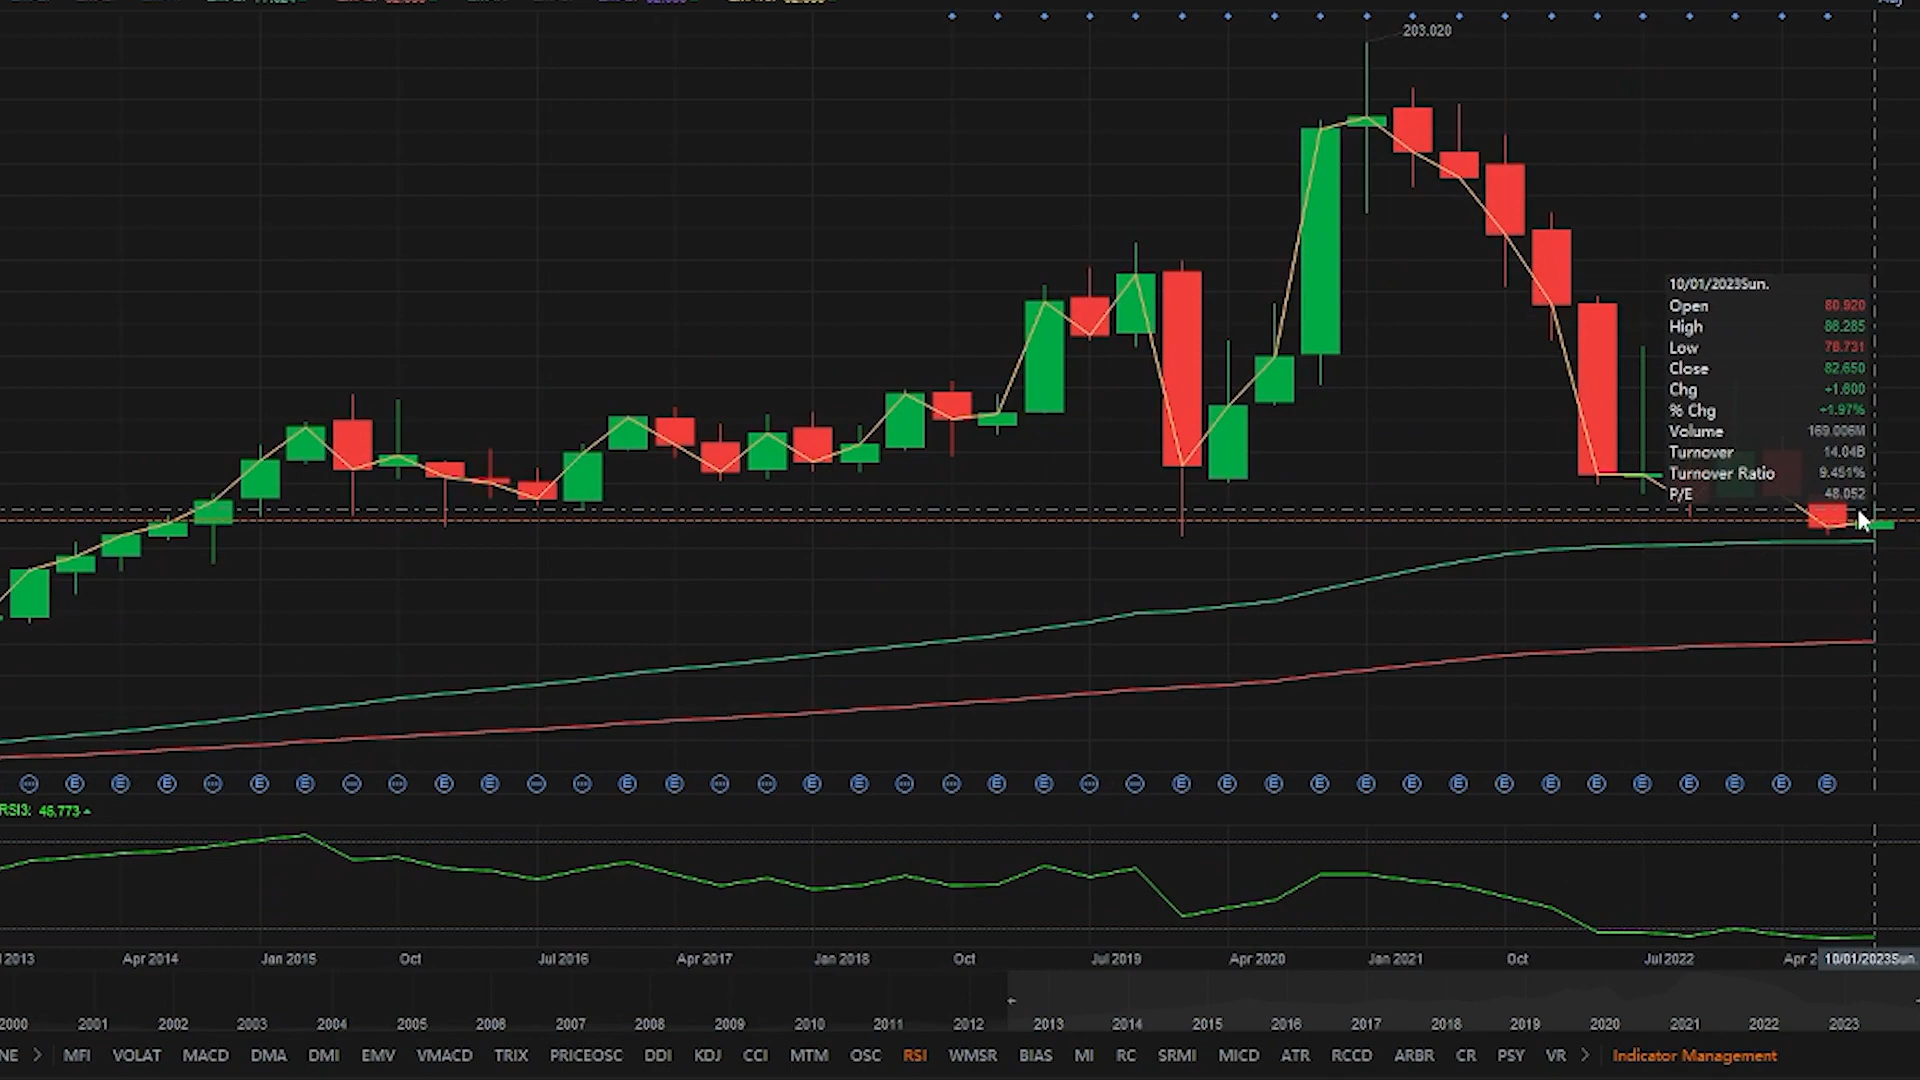 203.020
10/01/2023Sun.
Open 80.920
High 86.285
Low 78.731
Close 82.650
Chg +1.600
% Chg +1.97%
Volume 169.006M
Turnover 14.04B
Turnover Ratio 9.451%
P/E 48.052
RSI3: 46.773
2013 Apr 2014 Jan 2015 Oct Jul 2016 Apr 2017 Jan 2018 Oct Jul 2019 Apr 2020 Jan 2021 Oct Jul 2022 Apr 2 10/01/2023Sun.
2000 2001 2002 2003 2004 2005 2006 2007 2008 2009 2010 2011 2012 2013 2014 2015 2016 2017 2018 2019 2020 2021 2022 2023
NE > MFI VOLAT MACD DMA DMI EMV VMACD TRIX PRICEOSC DDI KDJ CCI MTM OSC RSI WMSR BIAS MI RC SRMI MICD ATR RCCD ARBR CR PSY VR > Indicator Management